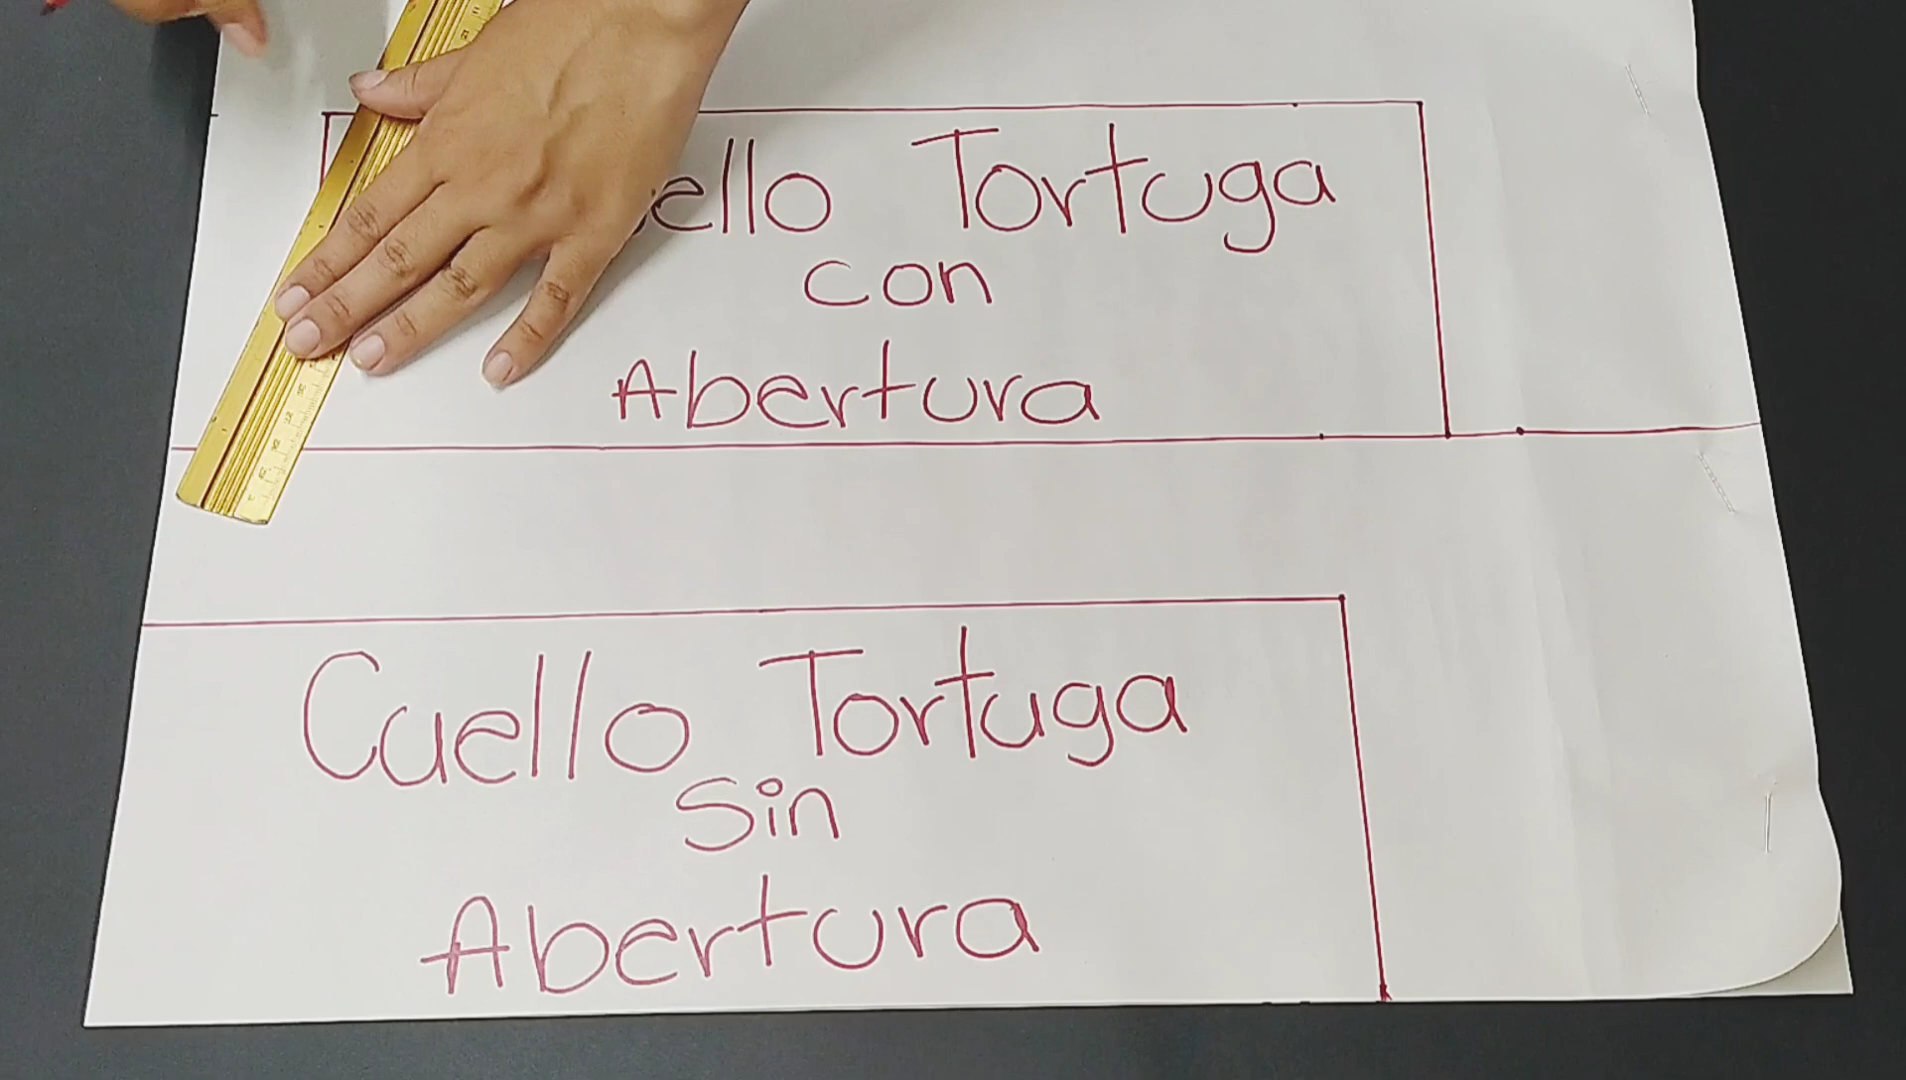 Tortuga
con
Abertura
Cuello Tortuga
Sin
Abertura